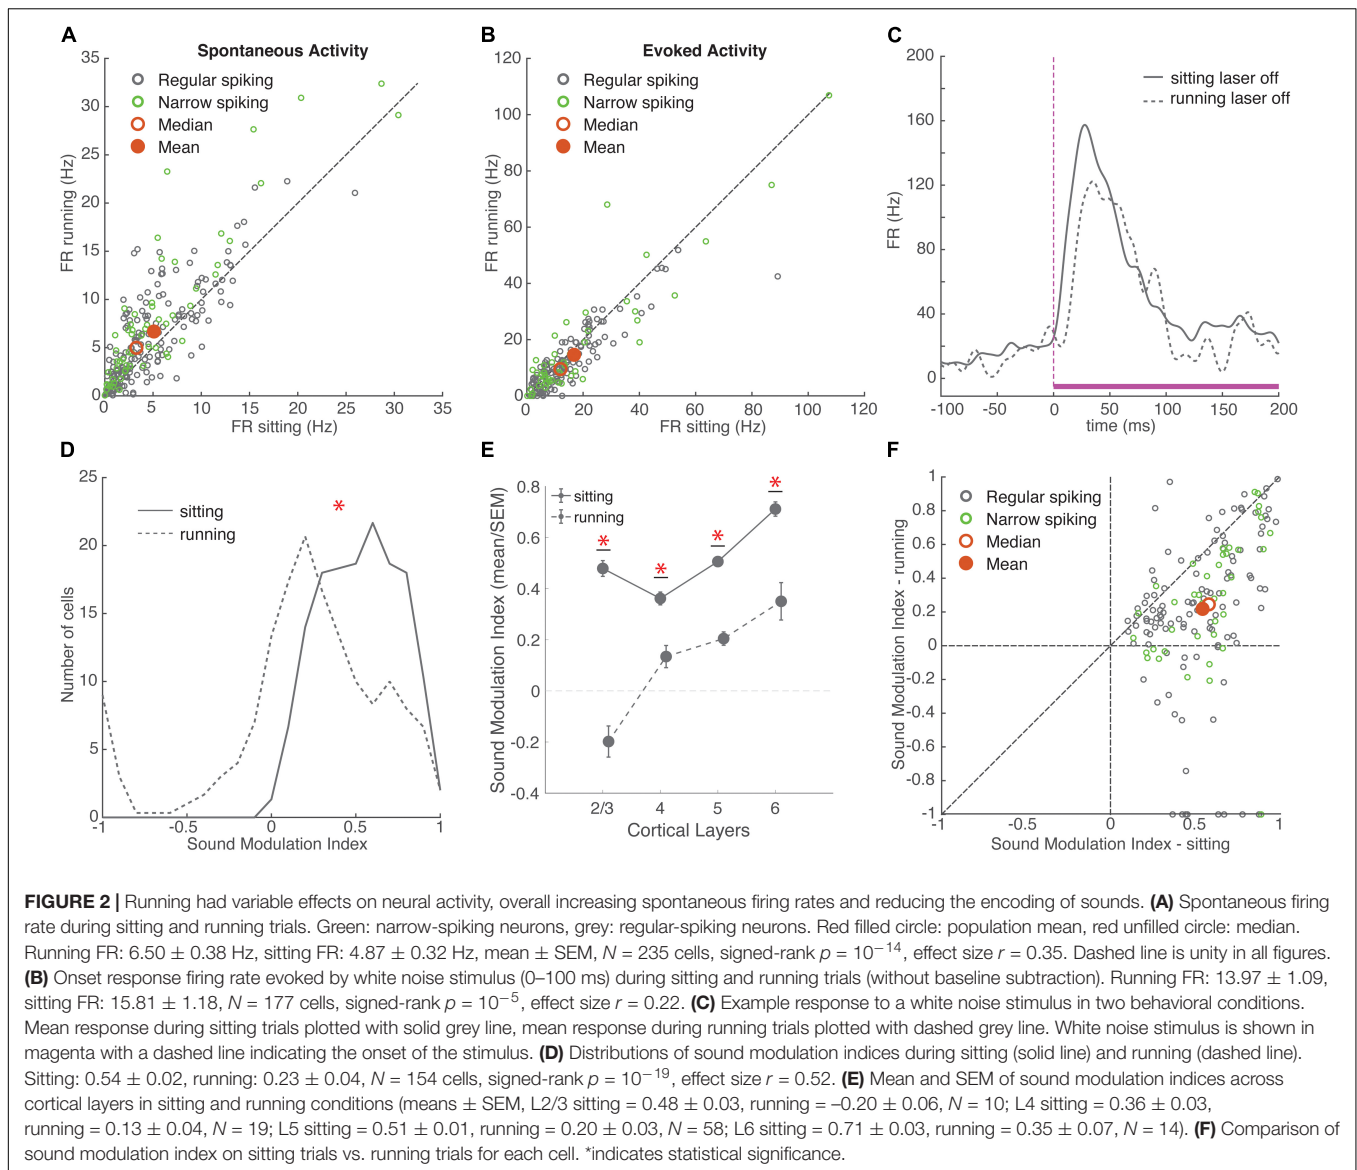 A
Spontaneous Activity
35
30
25
20
15
10
5
0
FR running (Hz)
Regular spiking
Narrow spiking
Median
Mean
0 5 10 15 20 25 30 35
FR sitting (Hz)
B
Evoked Activity
120
100
80
60
40
20
0
FR running (Hz)
Regular spiking
Narrow spiking
Median
Mean
0 20 40 60 80 100 120
FR sitting (Hz)
C
200
160
120
80
40
0
FR (Hz)
sitting laser off
running laser off
-100 -50 0 50 100 150 200
time (ms)
D
25
20
15
10
5
0
Number of cells
sitting
running
*
-1 -0.5 0 0.5 1
Sound Modulation Index
E
0.8
0.6
0.4
0.2
0
-0.2
-0.4
Sound Modulation Index (mean/SEM)
sitting
running
* * * *
2/3 4 5 6
Cortical Layers
F
1
0.8
0.6
0.4
0.2
0
-0.2
-0.4
-0.6
-0.8
-1
Sound Modulation Index - running
Regular spiking
Narrow spiking
Median
Mean
-1 -0.5 0 0.5 1
Sound Modulation Index - sitting
FIGURE 2 | Running had variable effects on neural activity, overall increasing spontaneous firing rates and reducing the encoding of sounds. (A) Spontaneous firing
rate during sitting and running trials. Green: narrow-spiking neurons, grey: regular-spiking neurons. Red filled circle: population mean, red unfilled circle: median.
Running FR: 6.50 ± 0.38 Hz, sitting FR: 4.87 ± 0.32 Hz, mean ± SEM, N = 235 cells, signed-rank p = 10⁻¹⁴, effect size r = 0.35. Dashed line is unity in all figures.
(B) Onset response firing rate evoked by white noise stimulus (0–100 ms) during sitting and running trials (without baseline subtraction). Running FR: 13.97 ± 1.09,
sitting FR: 15.81 ± 1.18, N = 177 cells, signed-rank p = 10⁻⁵, effect size r = 0.22. (C) Example response to a white noise stimulus in two behavioral conditions.
Mean response during sitting trials plotted with solid grey line, mean response during running trials plotted with dashed grey line. White noise stimulus is shown in
magenta with a dashed line indicating the onset of the stimulus. (D) Distributions of sound modulation indices during sitting (solid line) and running (dashed line).
Sitting: 0.54 ± 0.02, running: 0.23 ± 0.04, N = 154 cells, signed-rank p = 10⁻¹⁹, effect size r = 0.52. (E) Mean and SEM of sound modulation indices across
cortical layers in sitting and running conditions (means ± SEM, L2/3 sitting = 0.48 ± 0.03, running = –0.20 ± 0.06, N = 10; L4 sitting = 0.36 ± 0.03,
running = 0.13 ± 0.04, N = 19; L5 sitting = 0.51 ± 0.01, running = 0.20 ± 0.03, N = 58; L6 sitting = 0.71 ± 0.03, running = 0.35 ± 0.07, N = 14). (F) Comparison of
sound modulation index on sitting trials vs. running trials for each cell. *indicates statistical significance.